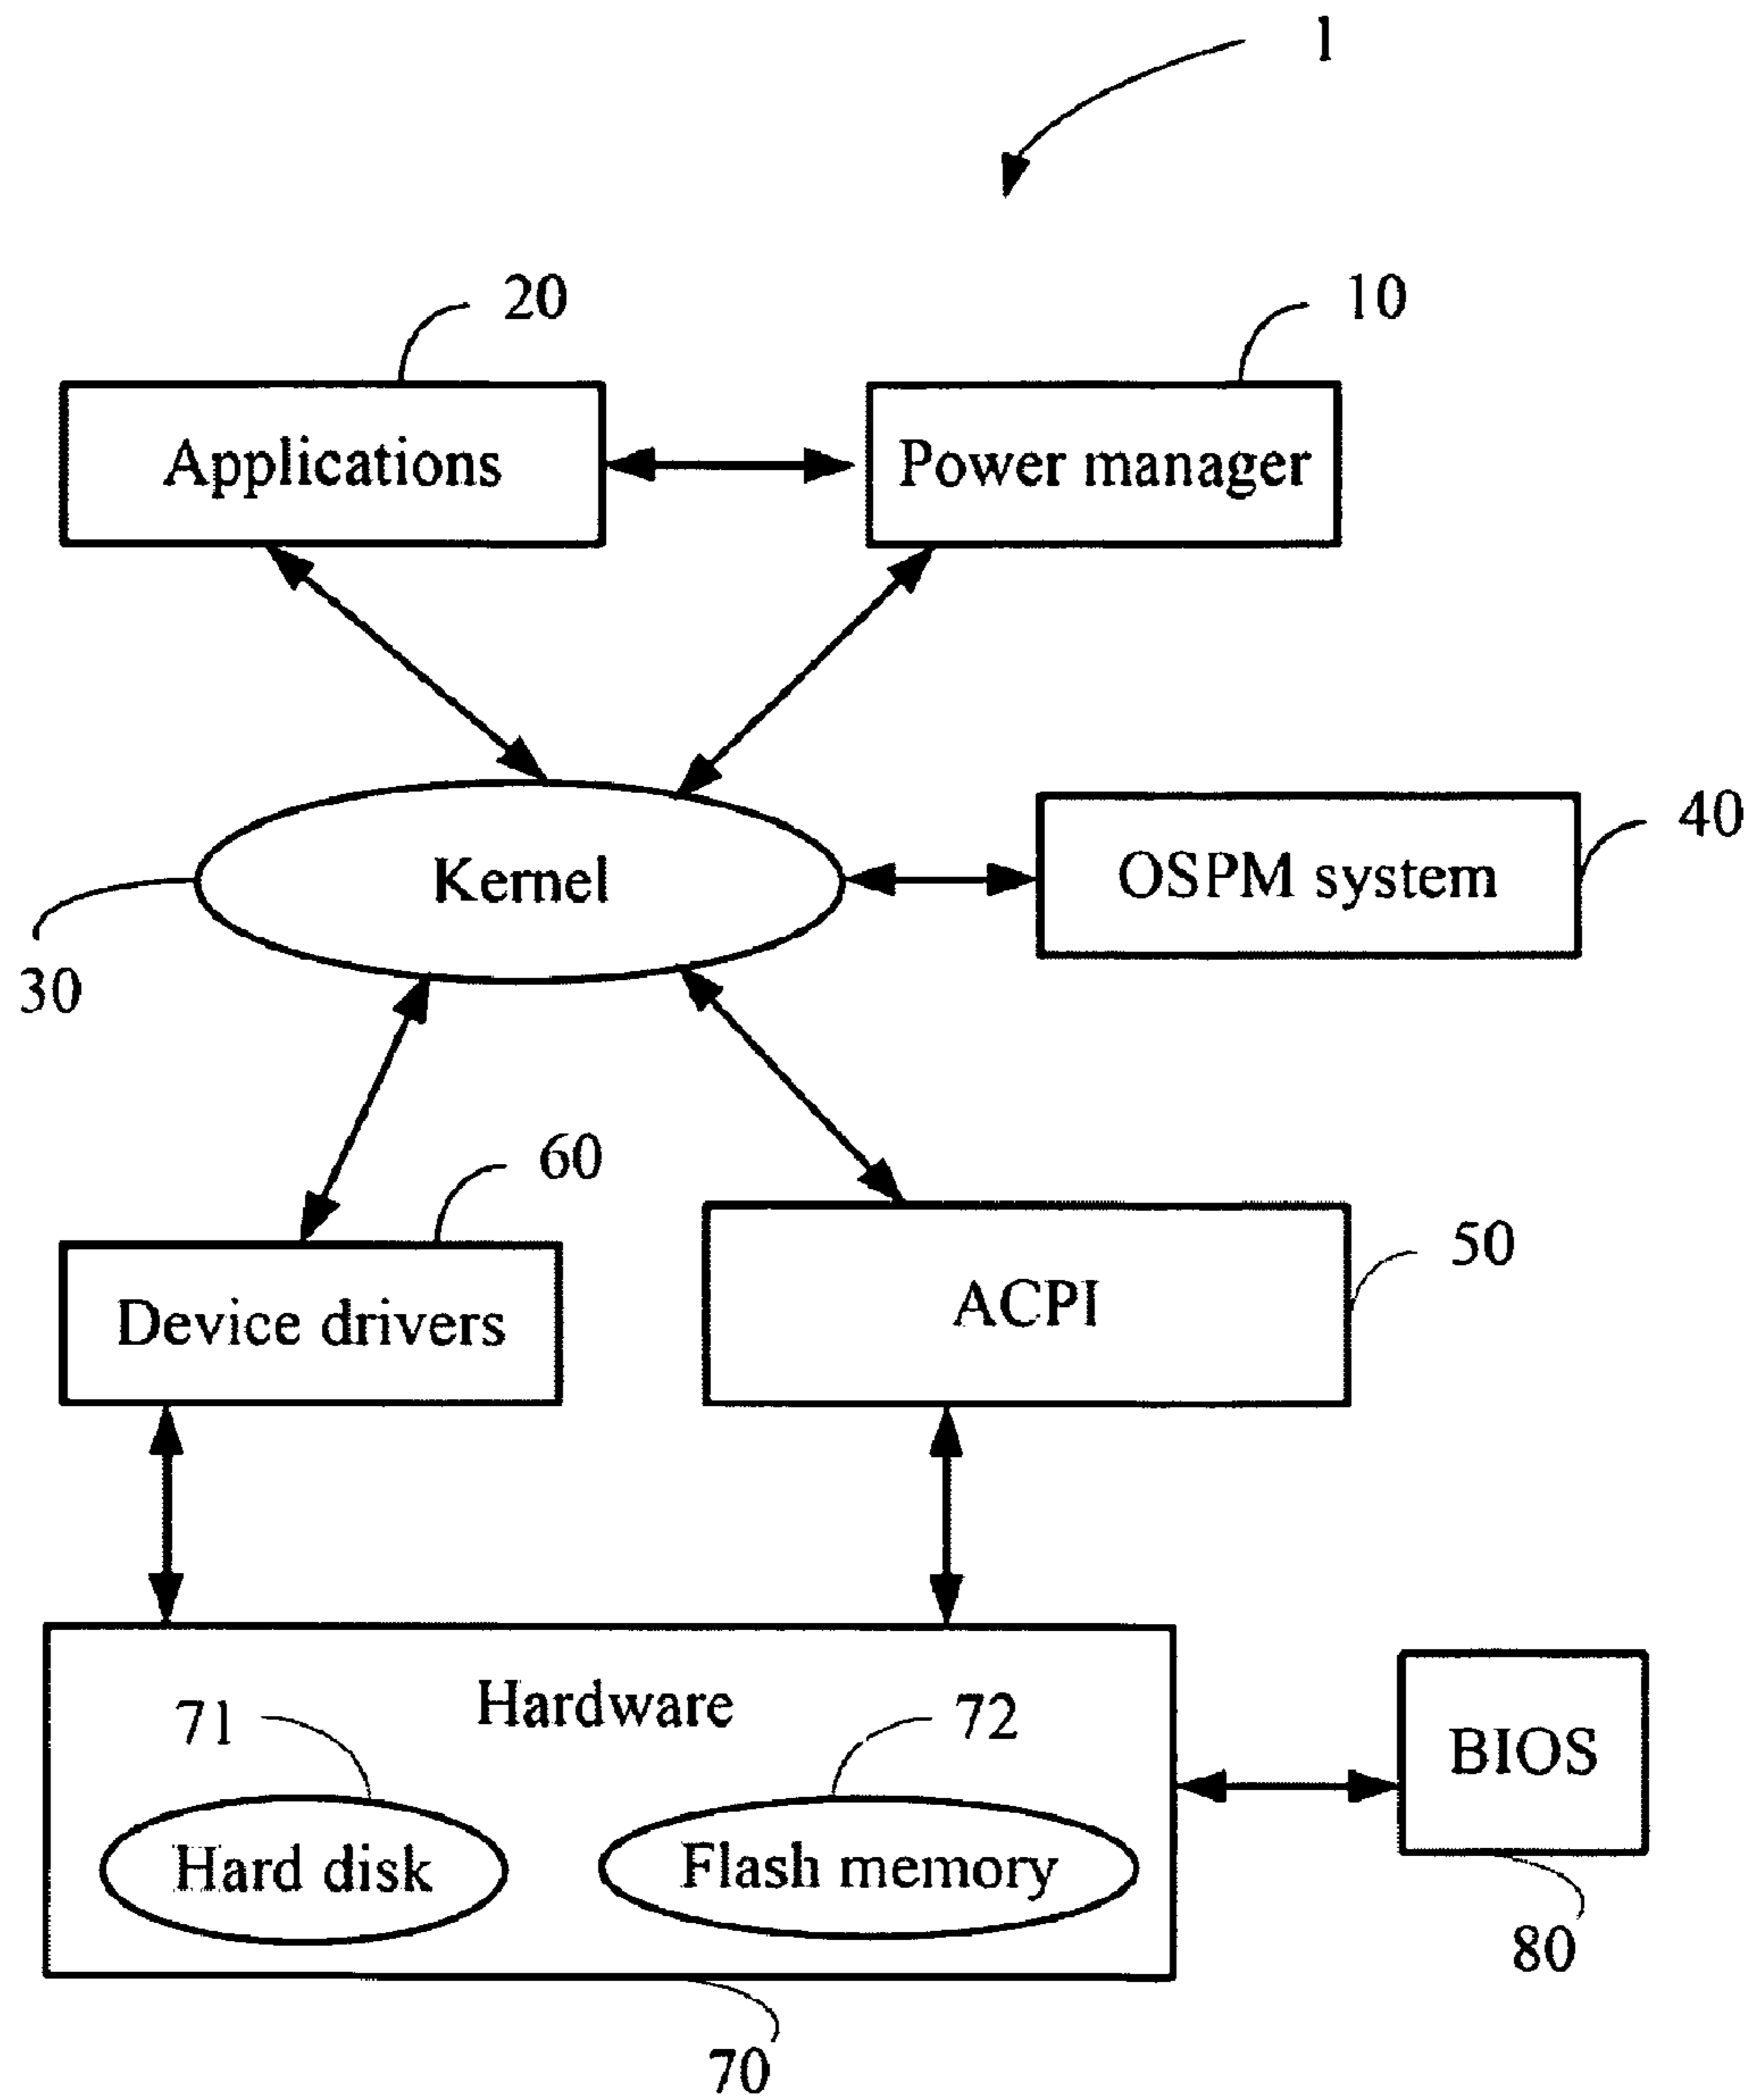 1
20
10
Applications
Power manager
40
Kernel
OSPM system
30
60
50
ACPI
Device drivers
Hardware
71
72
BIOS
Hard disk
Flash memory
80
70